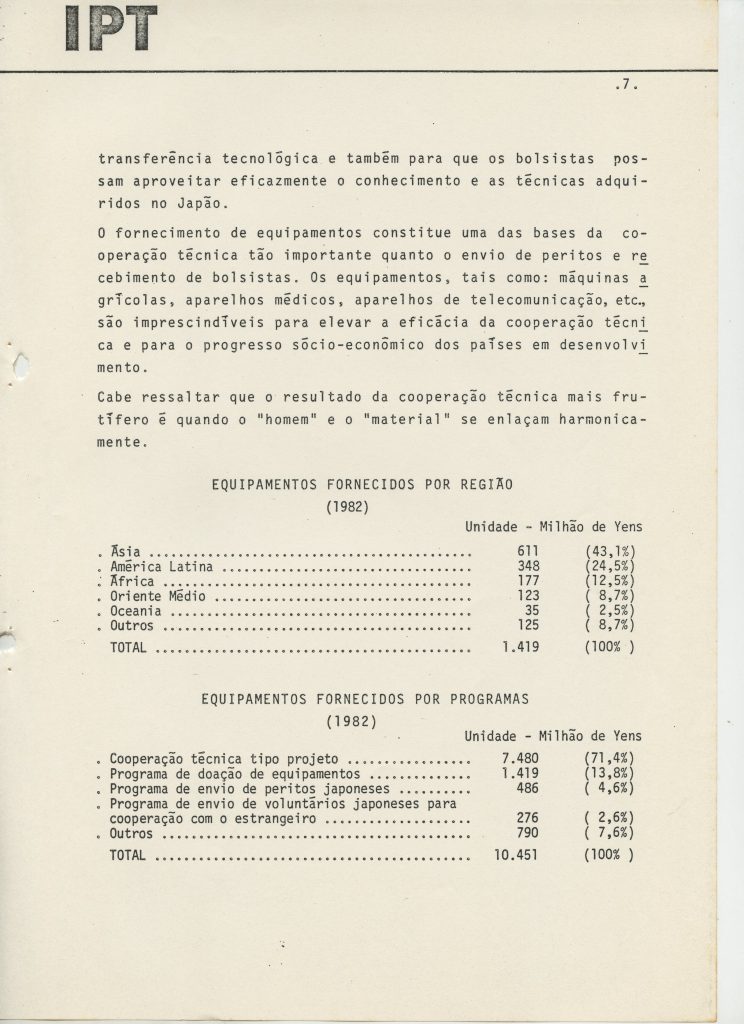 IPT
.7.
transferência tecnológica e também para que os bolsistas pos-
sam aproveitar eficazmente o conhecimento e as técnicas adqui-
ridos no Japão.
O fornecimento de equipamentos constitue uma das bases da co-
operação técnica tão importante quanto o envio de peritos e re
cebimento de bolsistas. Os equipamentos, tais como: máquinas a
grícolas, aparelhos médicos, aparelhos de telecomunicação, etc.,
são imprescindíveis para elevar a eficácia da cooperação técni
ca e para o progresso sócio-econômico dos países em desenvolvi
mento.
Cabe ressaltar que o resultado da cooperação técnica mais fru-
tífero é quando o "homem" e o "material" se enlaçam harmonica-
mente.
EQUIPAMENTOS FORNECIDOS POR REGIÃO
(1982)
Unidade - Milhão de Yens
. Ásia ........................................... 611 (43,1%)
. América Latina ................................. 348 (24,5%)
. África ......................................... 177 (12,5%)
. Oriente Médio .................................. 123 ( 8,7%)
. Oceania ........................................ 35 ( 2,5%)
. Outros ......................................... 125 ( 8,7%)
TOTAL .......................................... 1.419 (100% )
EQUIPAMENTOS FORNECIDOS POR PROGRAMAS
(1982)
Unidade - Milhão de Yens
. Cooperação técnica tipo projeto ................. 7.480 (71,4%)
. Programa de doação de equipamentos .............. 1.419 (13,8%)
. Programa de envio de peritos japoneses .......... 486 ( 4,6%)
. Programa de envio de voluntários japoneses para
cooperação com o estrangeiro .................... 276 ( 2,6%)
. Outros .......................................... 790 ( 7,6%)
TOTAL ........................................... 10.451 (100% )